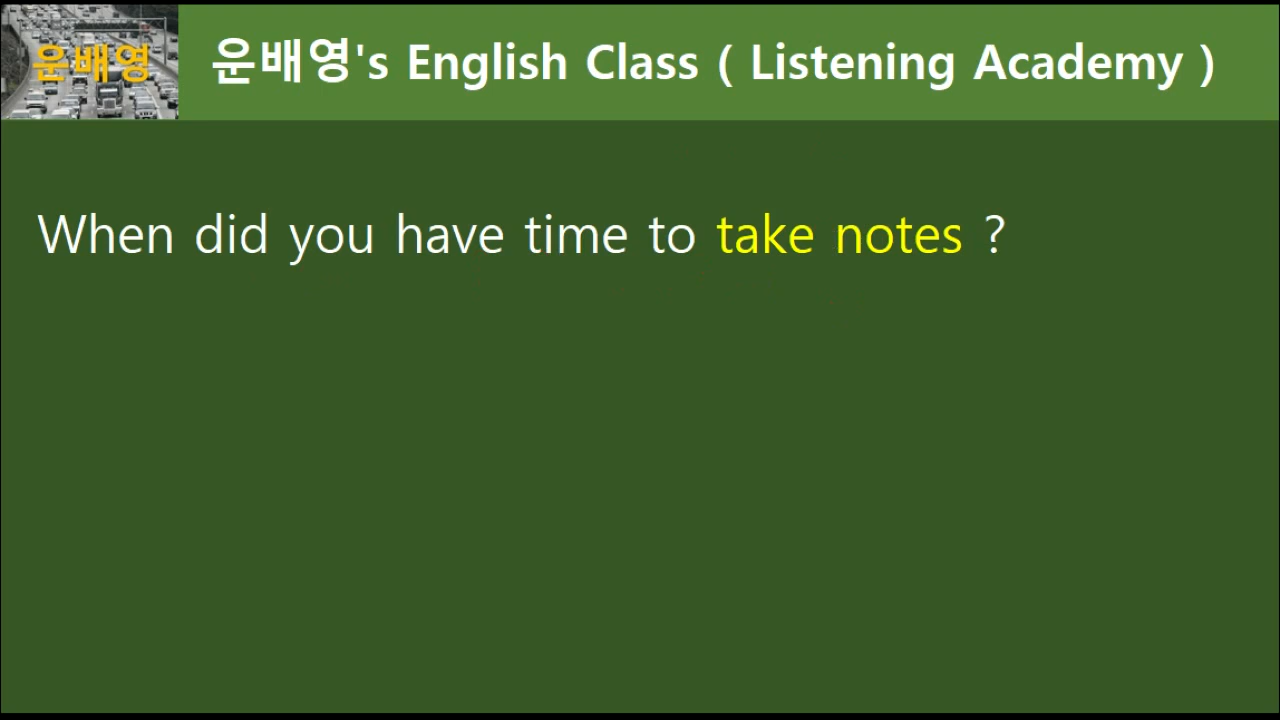 운배영
운배영's English Class ( Listening Academy )
When did you have time to take notes ?